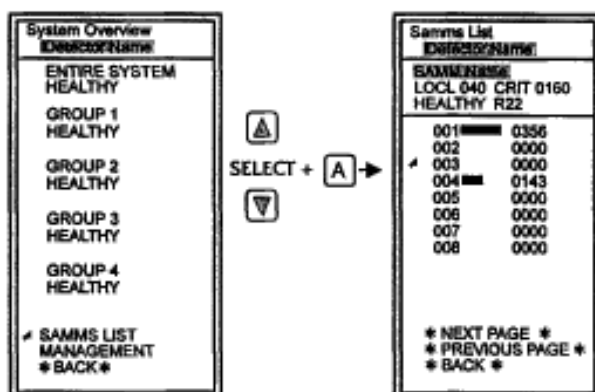 System Overview
Detector Name
ENTIRE SYSTEM
HEALTHY
GROUP 1
HEALTHY
GROUP 2
HEALTHY
GROUP 3
HEALTHY
GROUP 4
HEALTHY
SAMMS LIST
MANAGEMENT
* BACK *
SELECT + A
Samms List
Detector Name
SAMM Name
LOCL 040 CRIT 0160
HEALTHY R22
001 0356
002 0000
003 0000
004 0143
005 0000
006 0000
007 0000
008 0000
* NEXT PAGE *
* PREVIOUS PAGE *
* BACK *